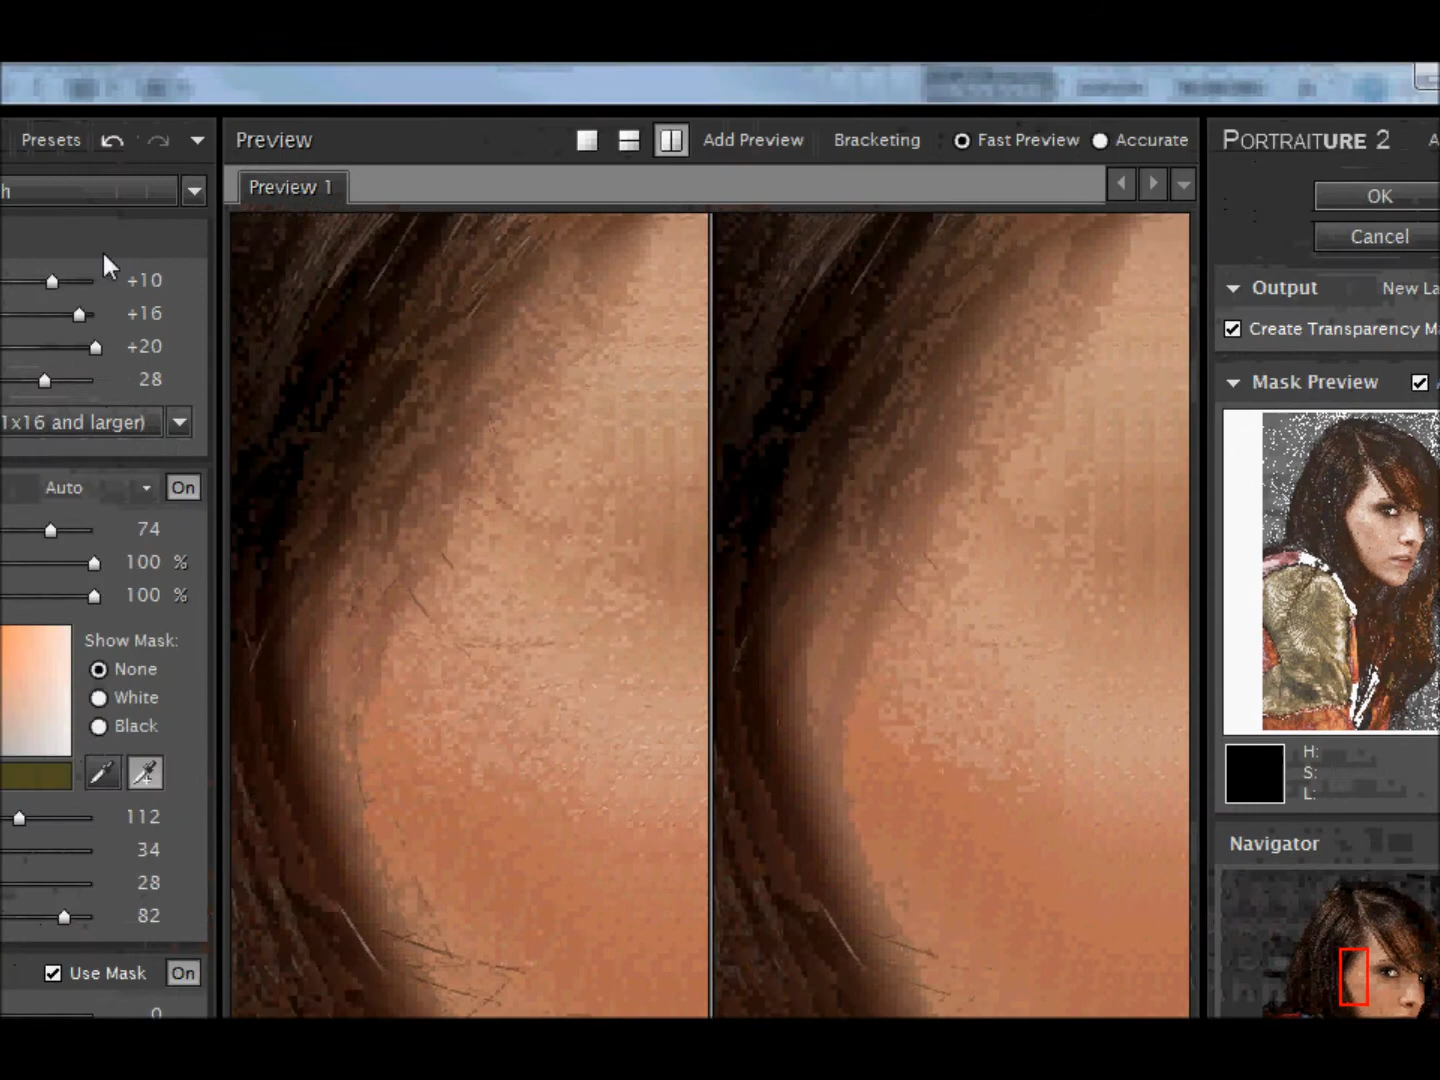 Presets
Preview
Add Preview
Bracketing
Fast Preview
Accurate
PORTRAITURE 2
Preview 1
h
OK
Cancel
+10
+16
+20
28
1x16 and larger)
Output
New La
Create Transparency M
Mask Preview
Auto
On
74
100 %
100 %
Show Mask:
None
White
Black
H:
S:
L:
112
34
28
82
Navigator
Use Mask
On
0